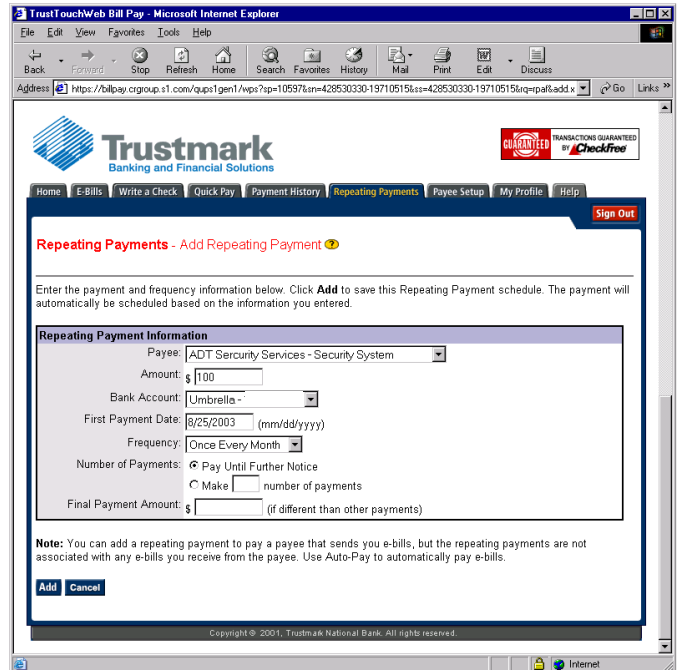 TrustTouchWeb Bill Pay - Microsoft Internet Explorer
File Edit View Favorites Tools Help
Back Forward Stop Refresh Home Search Favorites History Mail Print Edit Discuss
Address https://billpay.crgroup.s1.com/qups1gen1/wps?sp=10597&sn=428530330-19710515&ss=428530330-19710515&rq=rpaf&add.x Go Links »
Trustmark
Banking and Financial Solutions
GUARANTEED TRANSACTIONS GUARANTEED
BY CheckFree
Home E-Bills Write a Check Quick Pay Payment History Repeating Payments Payee Setup My Profile Help
Sign Out
Repeating Payments - Add Repeating Payment ?
Enter the payment and frequency information below. Click Add to save this Repeating Payment schedule. The payment will
automatically be scheduled based on the information you entered.
Repeating Payment Information
Payee: ADT Sercurity Services - Security System
Amount: $ 100
Bank Account: Umbrella -
First Payment Date: 8/25/2003 (mm/dd/yyyy)
Frequency: Once Every Month
Number of Payments: Pay Until Further Notice
Make number of payments
Final Payment Amount: $ (if different than other payments)
Note: You can add a repeating payment to pay a payee that sends you e-bills, but the repeating payments are not
associated with any e-bills you receive from the payee. Use Auto-Pay to automatically pay e-bills.
Add Cancel
Copyright © 2001, Trustmark National Bank. All rights reserved.
Internet